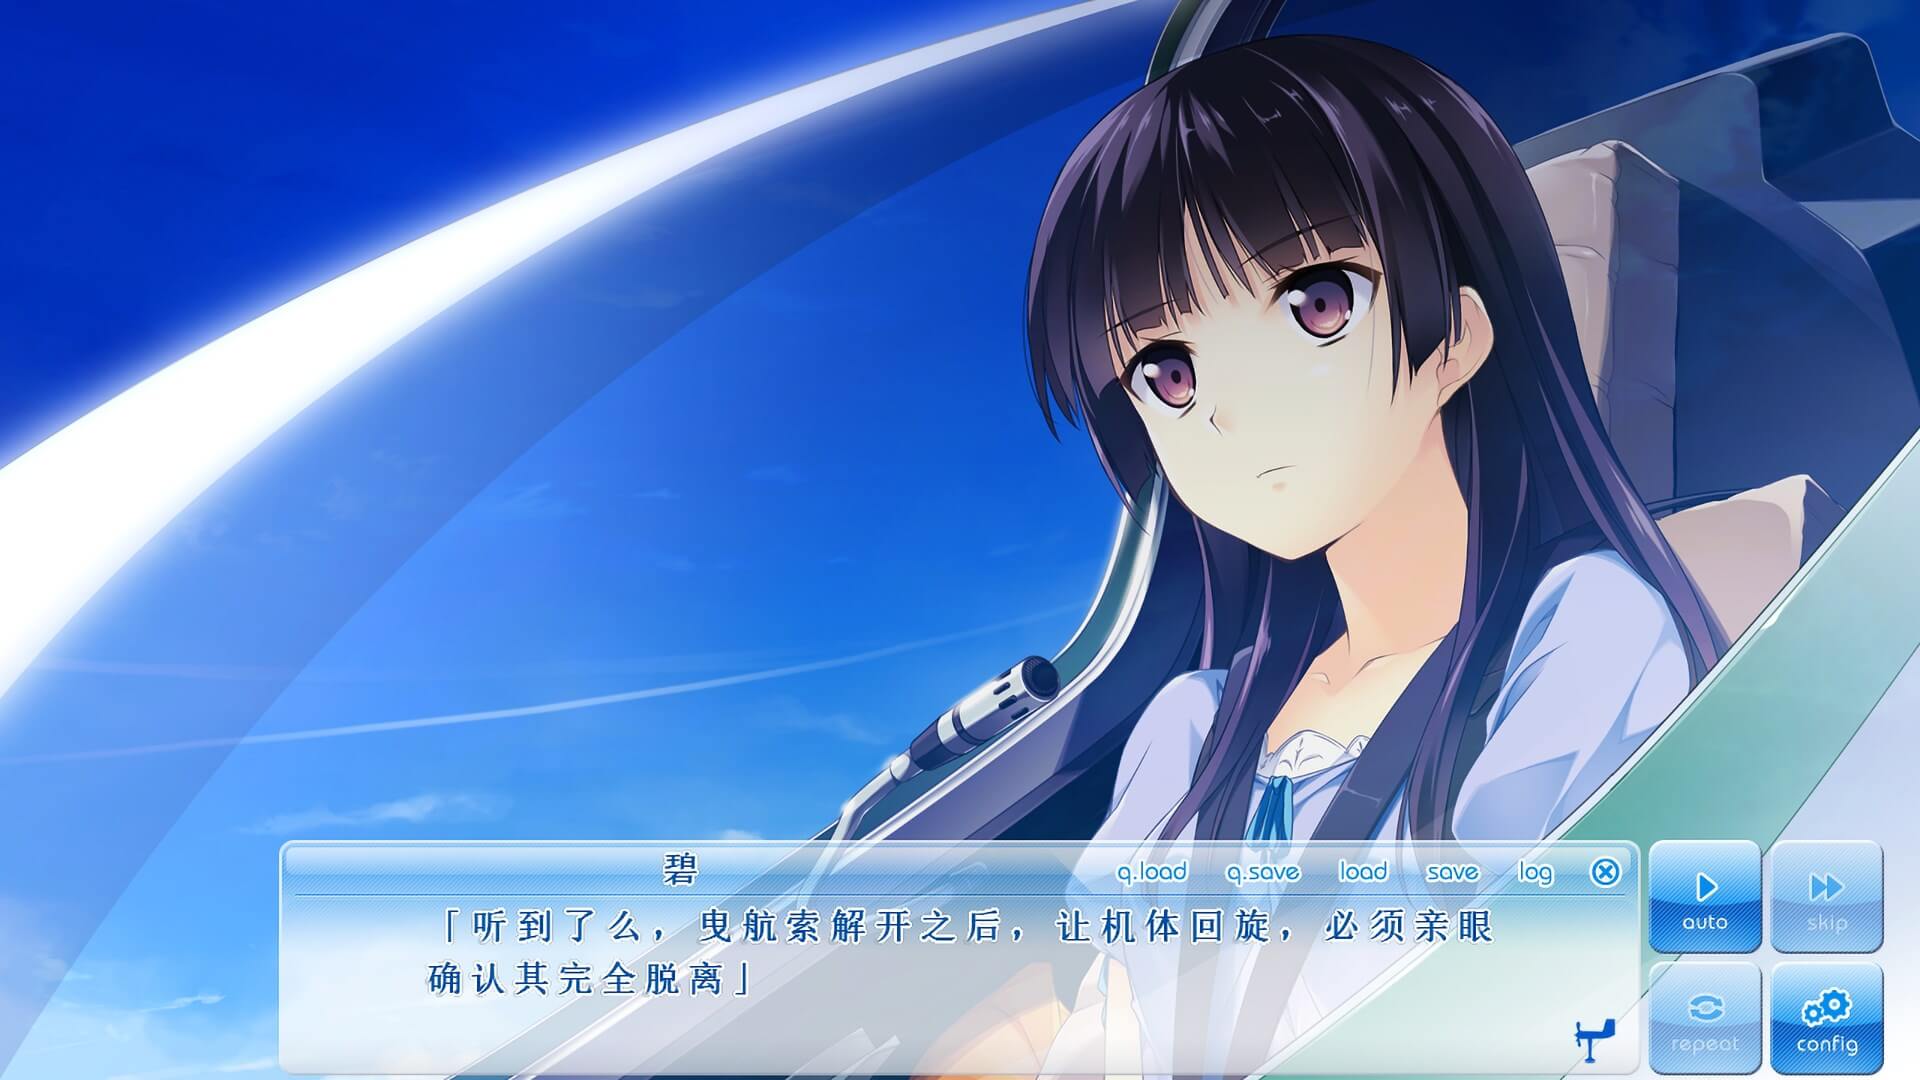 碧
q.load q.save load save log
「听到了么，曳航索解开之后，让机体回旋，必须亲眼
确认其完全脱离」
auto
skip
repeat
config